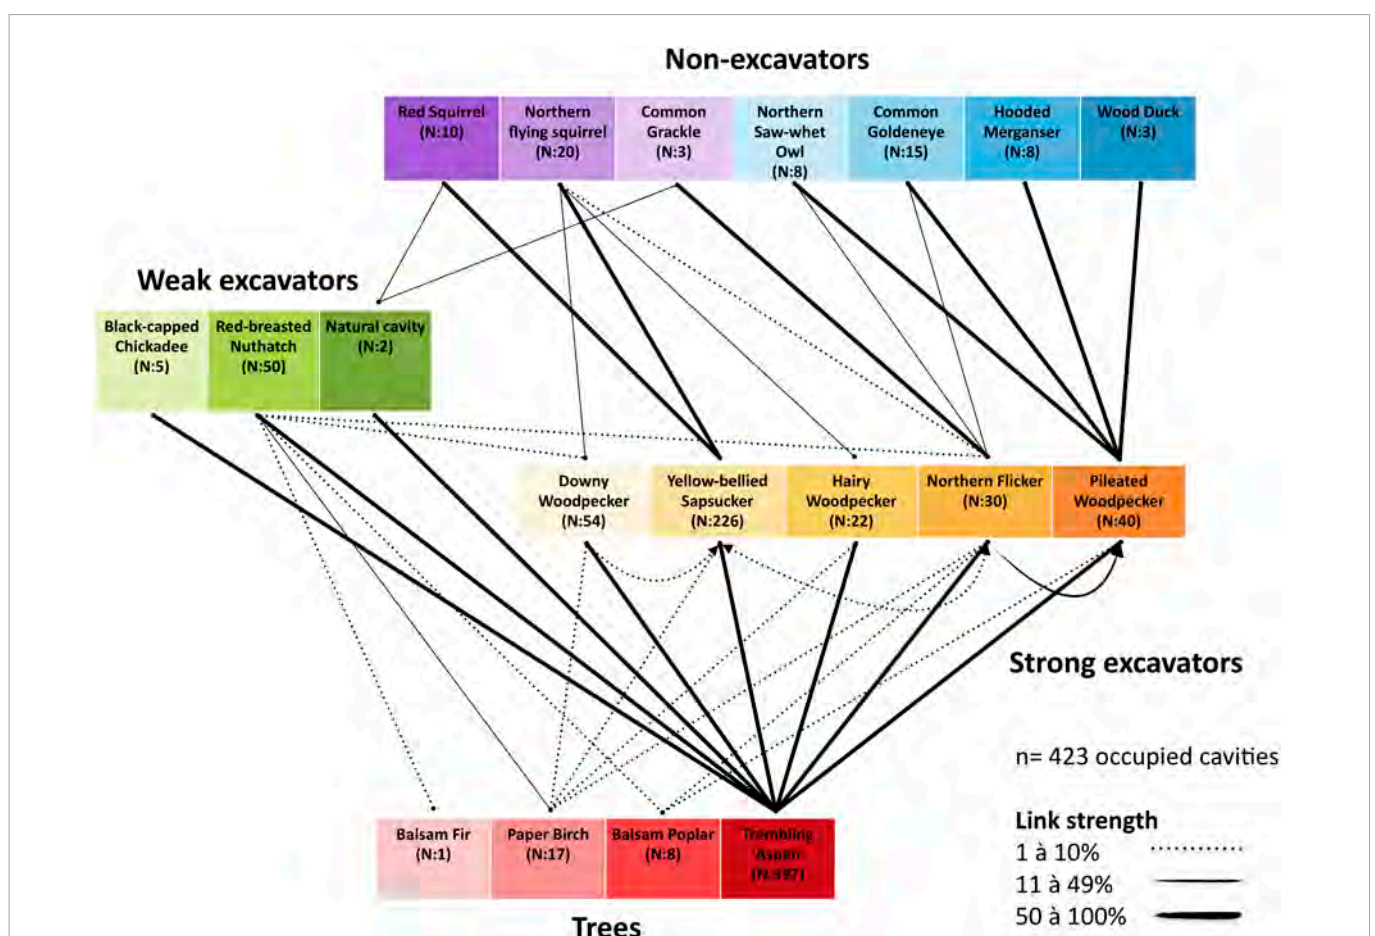 Non-excavators
Red Squirrel
(N:10)
Northern
flying squirrel
(N:20)
Common
Grackle
(N:3)
Northern
Saw-whet
Owl
(N:8)
Common
Goldeneye
(N:15)
Hooded
Merganser
(N:8)
Wood Duck
(N:3)
Weak excavators
Black-capped
Chickadee
(N:5)
Red-breasted
Nuthatch
(N:50)
Natural cavity
(N:2)
Downy
Woodpecker
(N:54)
Yellow-bellied
Sapsucker
(N:226)
Hairy
Woodpecker
(N:22)
Northern Flicker
(N:30)
Pileated
Woodpecker
(N:40)
Strong excavators
n= 423 occupied cavities
Link strength
1 à 10%
11 à 49%
50 à 100%
Balsam Fir
(N:1)
Paper Birch
(N:17)
Balsam Poplar
(N:8)
Trembling
Aspen
(N:397)
Trees